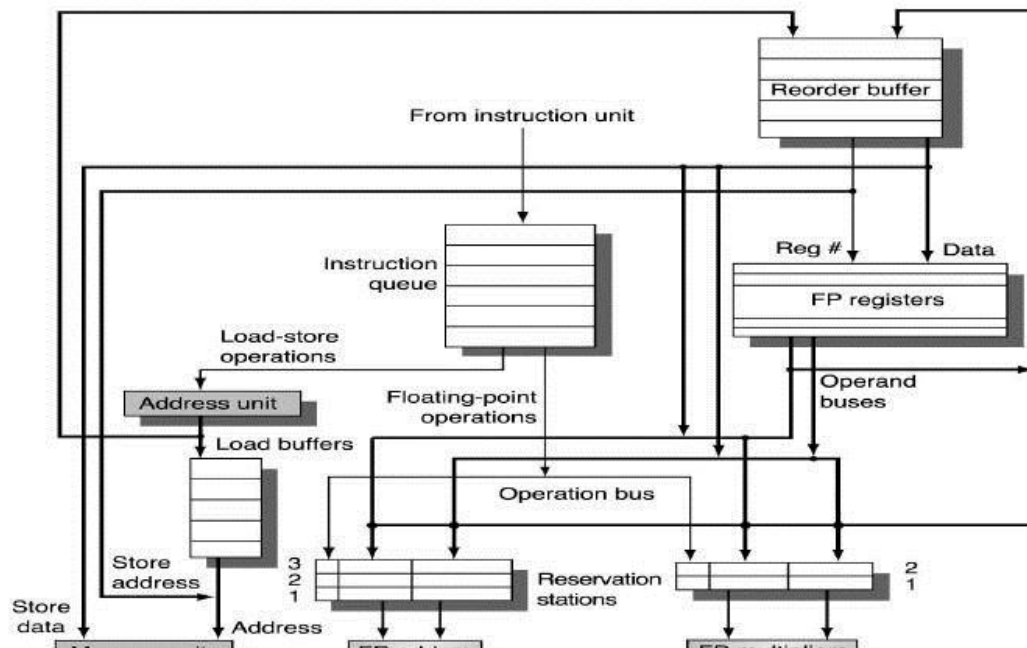 Reorder buffer
From instruction unit
Reg #
Data
Instruction
queue
FP registers
Load-store
operations
Operand
buses
Address unit
Floating-point
operations
Load buffers
Operation bus
Store
address
3
2
1
Reservation
stations
2
1
Store
data
Address